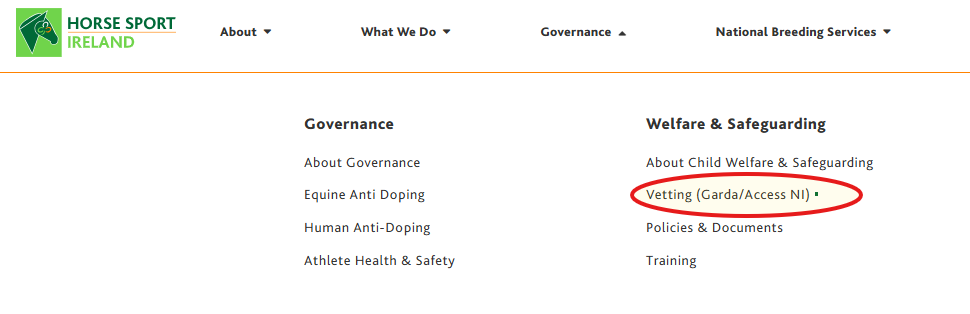 HORSE SPORT
IRELAND
About
What We Do
Governance
National Breeding Services
Governance
About Governance
Equine Anti Doping
Human Anti-Doping
Athlete Health & Safety
Welfare & Safeguarding
About Child Welfare & Safeguarding
Vetting (Garda/Access NI)
Policies & Documents
Training